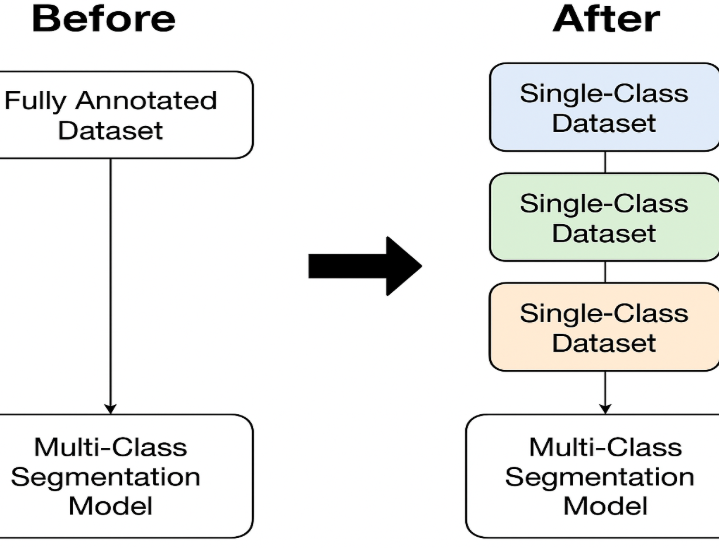 Before
Fully Annotated
Dataset
Multi-Class
Segmentation
Model
After
Single-Class
Dataset
Single-Class
Dataset
Single-Class
Dataset
Multi-Class
Segmentation
Model